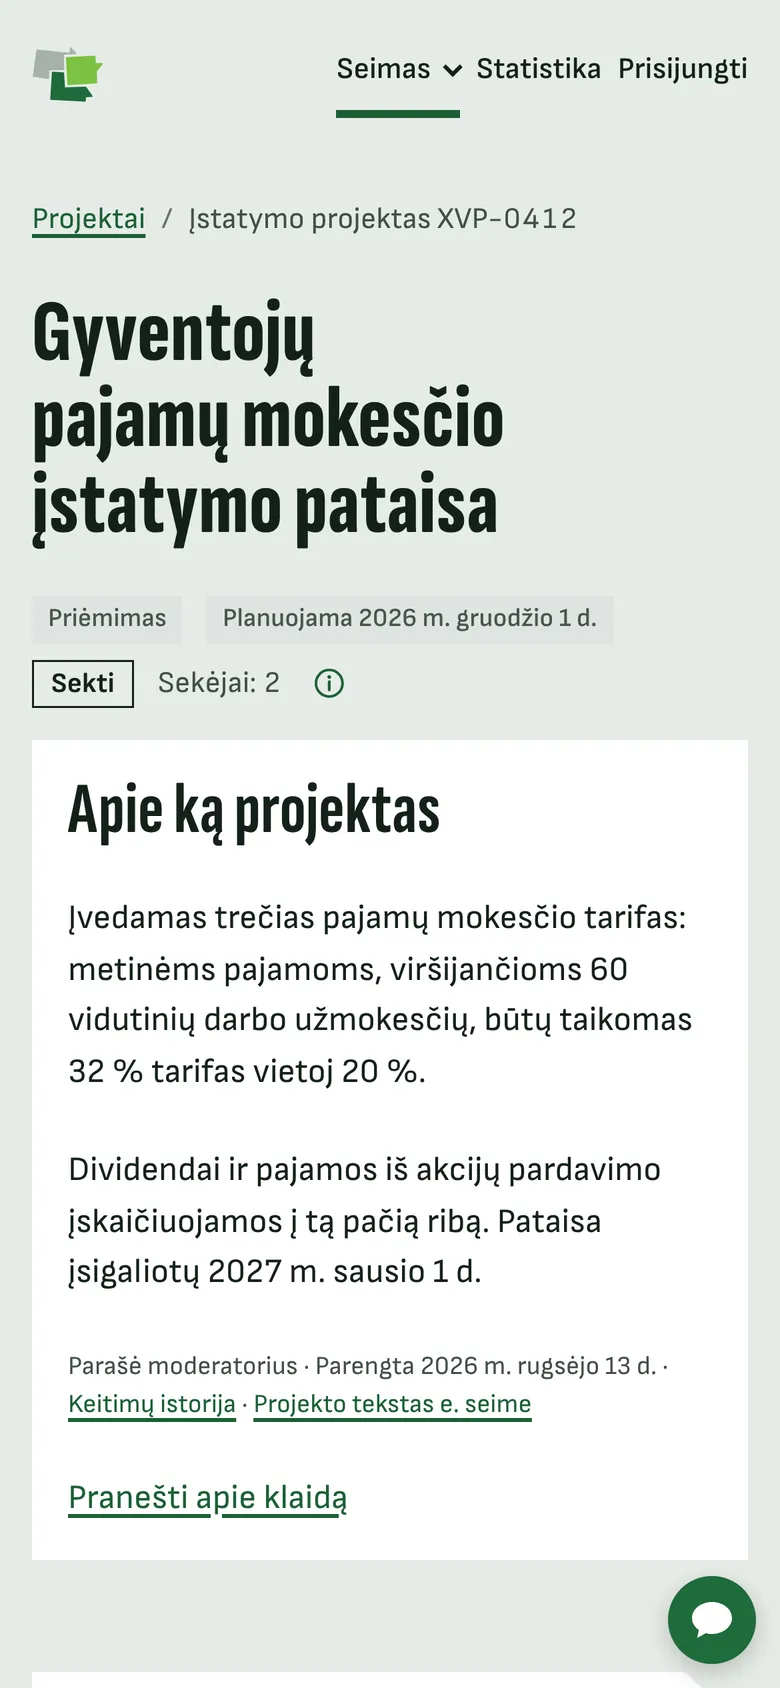 Seimas Statistika Prisijungti
Projektai / Įstatymo projektas XVP-0412
Gyventojų
pajamų mokesčio
įstatymo pataisa
Priėmimas Planuojama 2026 m. gruodžio 1 d.
Sekti Sekėjai: 2
Apie ką projektas
Įvedamas trečias pajamų mokesčio tarifas:
metinėms pajamoms, viršijančioms 60
vidutinių darbo užmokesčių, būtų taikomas
32 % tarifas vietoj 20 %.
Dividendai ir pajamos iš akcijų pardavimo
įskaičiuojamos į tą pačią ribą. Pataisa
įsigaliotų 2027 m. sausio 1 d.
Parašė moderatorius · Parengta 2026 m. rugsėjo 13 d. ·
Keitimų istorija · Projekto tekstas e. seime
Pranešti apie klaidą